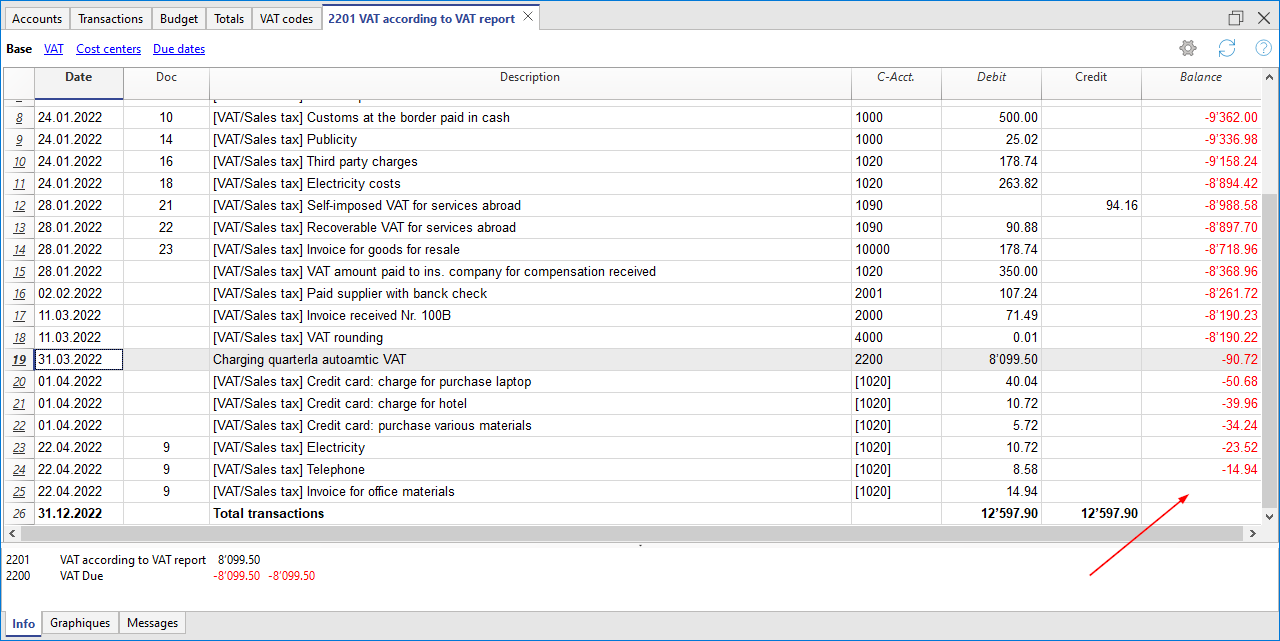 Accounts Transactions Budget Totals VAT codes 2201 VAT according to VAT report
Base VAT Cost centers Due dates
Date Doc Description C-Acct. Debit Credit Balance
8 24.01.2022 10 [VAT/Sales tax] Customs at the border paid in cash 1000 500.00 -9'362.00
9 24.01.2022 14 [VAT/Sales tax] Publicity 1000 25.02 -9'336.98
10 24.01.2022 16 [VAT/Sales tax] Third party charges 1020 178.74 -9'158.24
11 24.01.2022 18 [VAT/Sales tax] Electricity costs 1020 263.82 -8'894.42
12 28.01.2022 21 [VAT/Sales tax] Self-imposed VAT for services abroad 1090 94.16 -8'988.58
13 28.01.2022 22 [VAT/Sales tax] Recoverable VAT for services abroad 1090 90.88 -8'897.70
14 28.01.2022 23 [VAT/Sales tax] Invoice for goods for resale 10000 178.74 -8'718.96
15 28.01.2022 [VAT/Sales tax] VAT amount paid to ins. company for compensation received 1020 350.00 -8'368.96
16 02.02.2022 [VAT/Sales tax] Paid supplier with banck check 2001 107.24 -8'261.72
17 11.03.2022 [VAT/Sales tax] Invoice received Nr. 100B 2000 71.49 -8'190.23
18 11.03.2022 [VAT/Sales tax] VAT rounding 4000 0.01 -8'190.22
19 31.03.2022 Charging quarterla autoamtic VAT 2200 8'099.50 -90.72
20 01.04.2022 [VAT/Sales tax] Credit card: charge for purchase laptop [1020] 40.04 -50.68
21 01.04.2022 [VAT/Sales tax] Credit card: charge for hotel [1020] 10.72 -39.96
22 01.04.2022 [VAT/Sales tax] Credit card: purchase various materials [1020] 5.72 -34.24
23 22.04.2022 9 [VAT/Sales tax] Electricity [1020] 10.72 -23.52
24 22.04.2022 9 [VAT/Sales tax] Telephone [1020] 8.58 -14.94
25 22.04.2022 9 [VAT/Sales tax] Invoice for office materials [1020] 14.94
26 31.12.2022 Total transactions 12'597.90 12'597.90
2201 VAT according to VAT report 8'099.50
2200 VAT Due -8'099.50 -8'099.50
Info Graphiques Messages